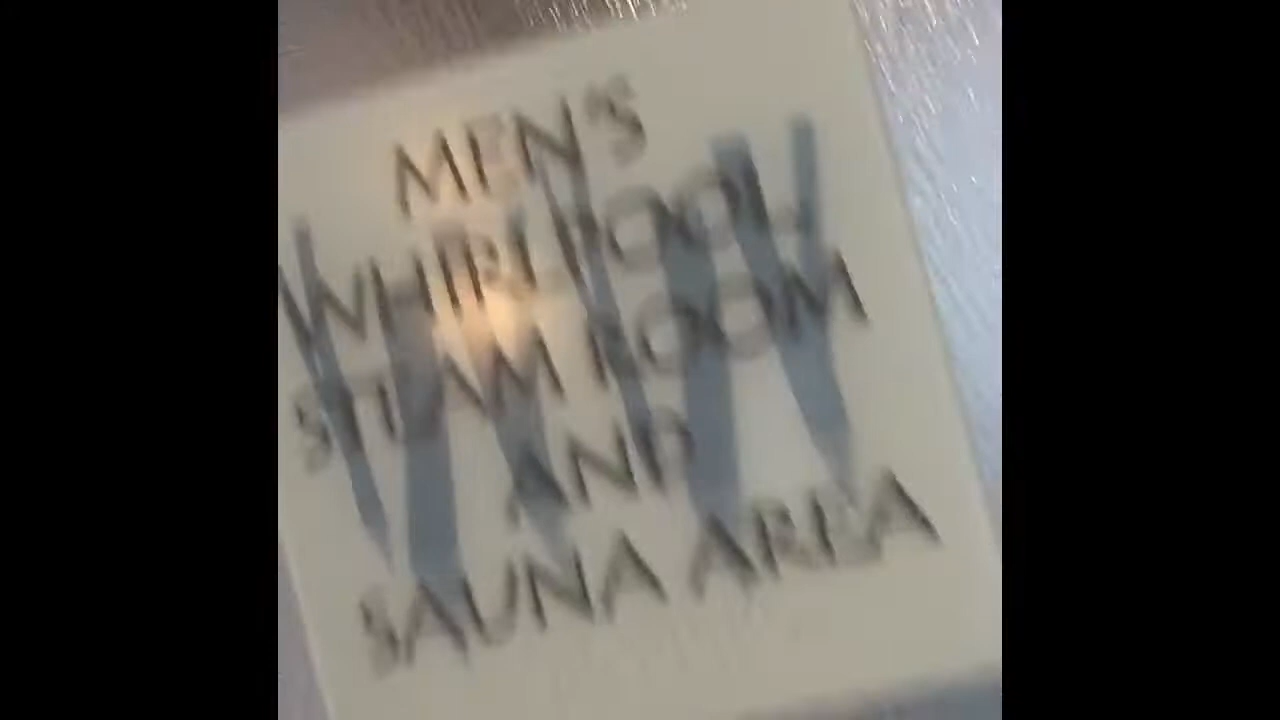 MEN'S
WHIRLPOOL
STEAM ROOM
AND
SAUNA AREA